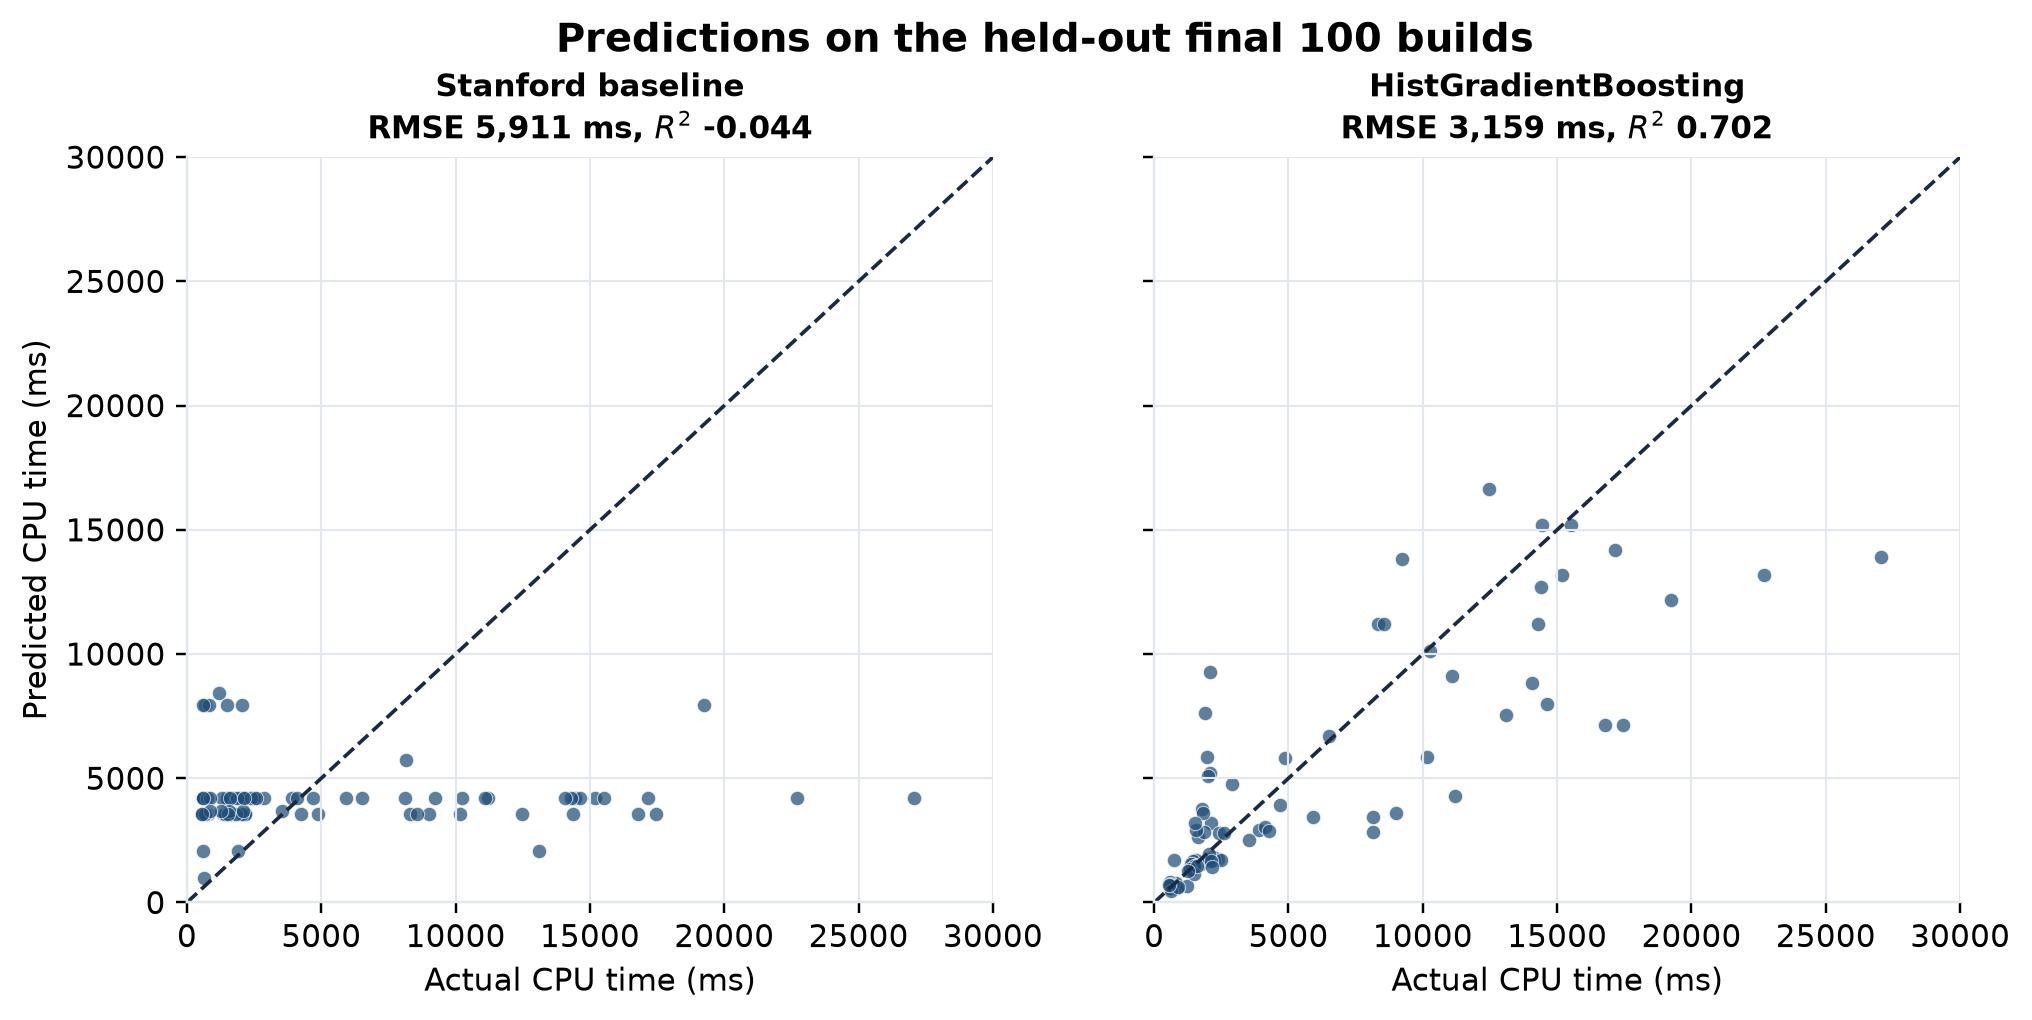 Predictions on the held-out final 100 builds
Stanford baseline
RMSE 5,911 ms, R² -0.044
30000
25000
20000
15000
10000
5000
0
Predicted CPU time (ms)
0 5000 10000 15000 20000 25000 30000
Actual CPU time (ms)
HistGradientBoosting
RMSE 3,159 ms, R² 0.702
0 5000 10000 15000 20000 25000 30000
Actual CPU time (ms)